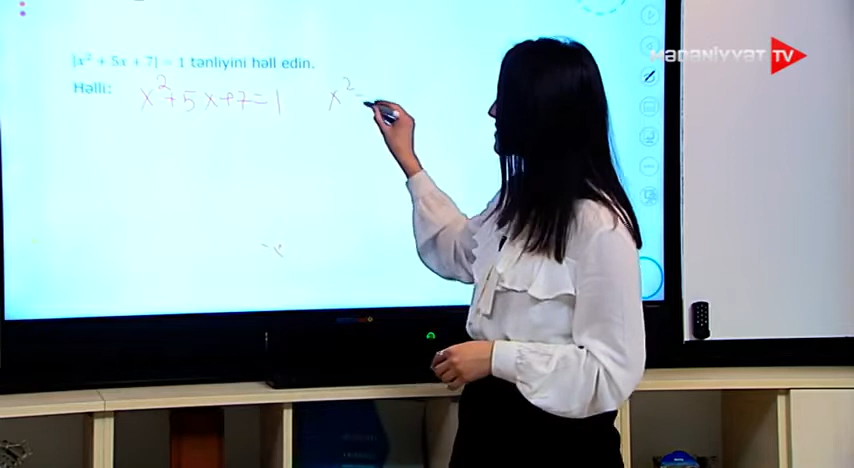 MƏDƏNİYYƏT TV
|x² + 5x + 7| = 1 tənliyini həll edin.
Həlli: x²+5x+7=1 x²-